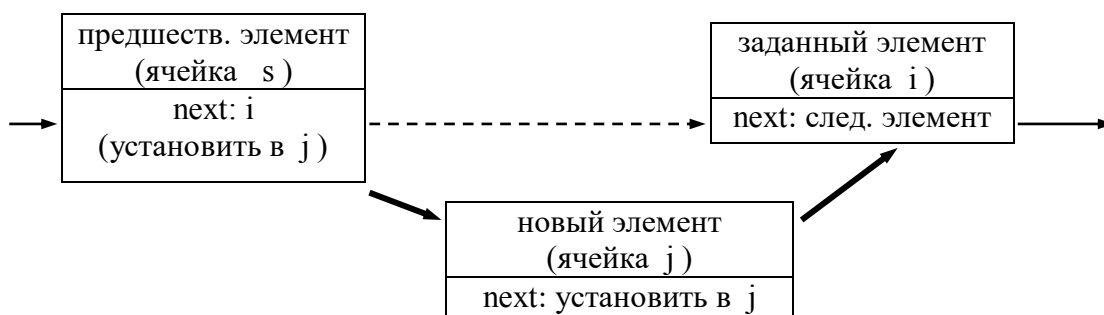 предшеств. элемент
(ячейка s )
next: i
(установить в j )
заданный элемент
(ячейка i )
next: след. элемент
новый элемент
(ячейка j )
next: установить в j